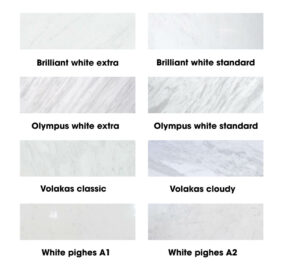 Brilliant white extra
Brilliant white standard
Olympus white extra
Olympus white standard
Volakas classic
Volakas cloudy
White pighes A1
White pighes A2